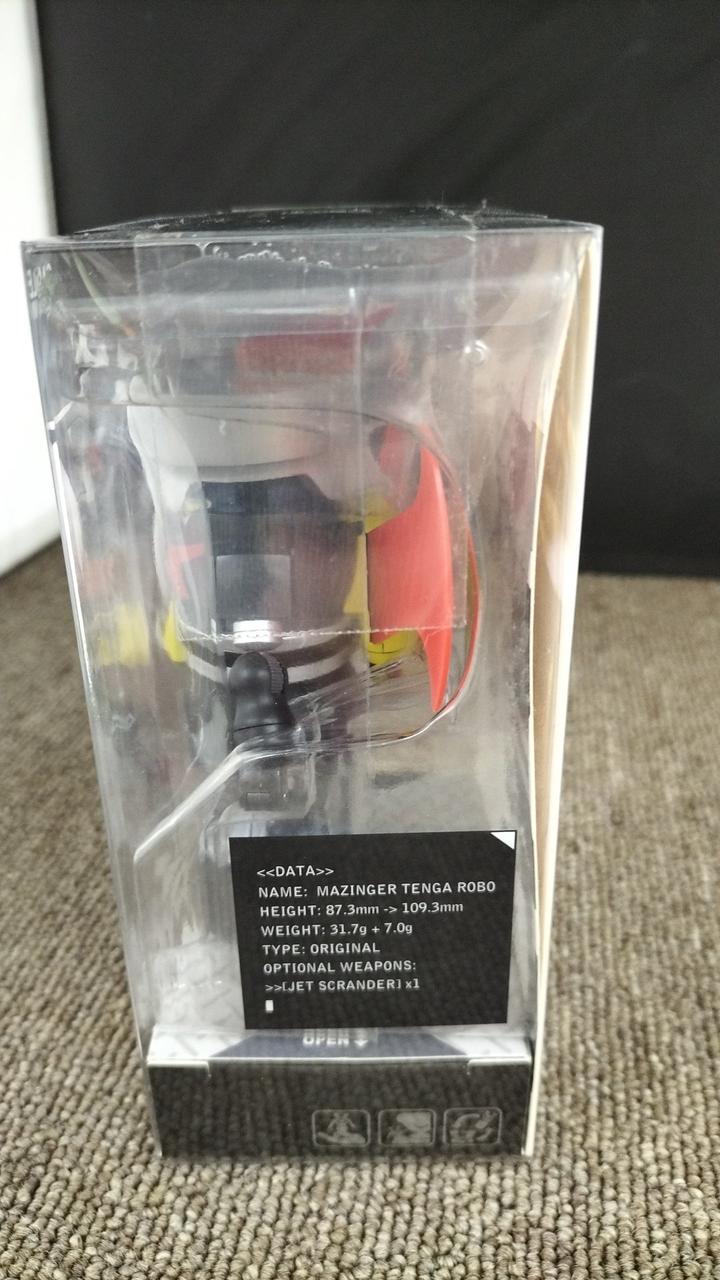 <<DATA>>
NAME: MAZINGER TENGA ROBO
HEIGHT: 87.3mm -> 109.3mm
WEIGHT: 31.7g + 7.0g
TYPE: ORIGINAL
OPTIONAL WEAPONS:
>>[JET SCRANDER] x1
OPEN